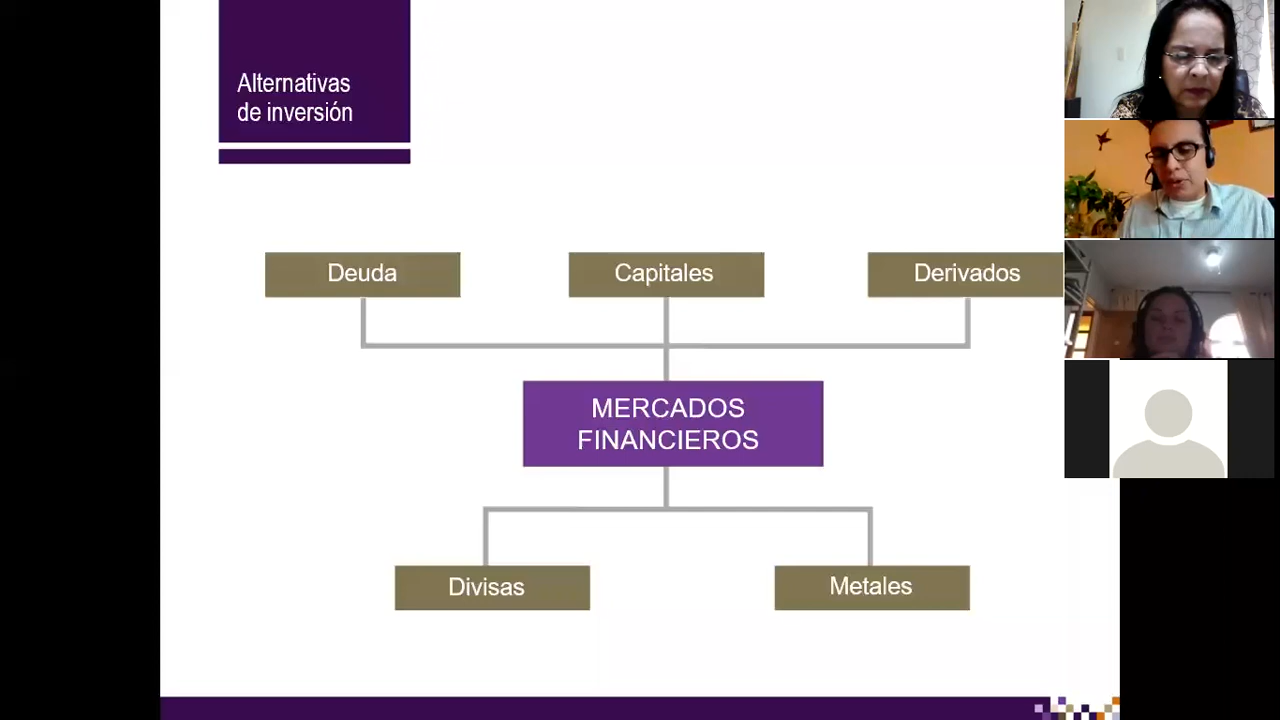 Alternativas
de inversión
Deuda
Capitales
Derivados
MERCADOS
FINANCIEROS
Divisas
Metales